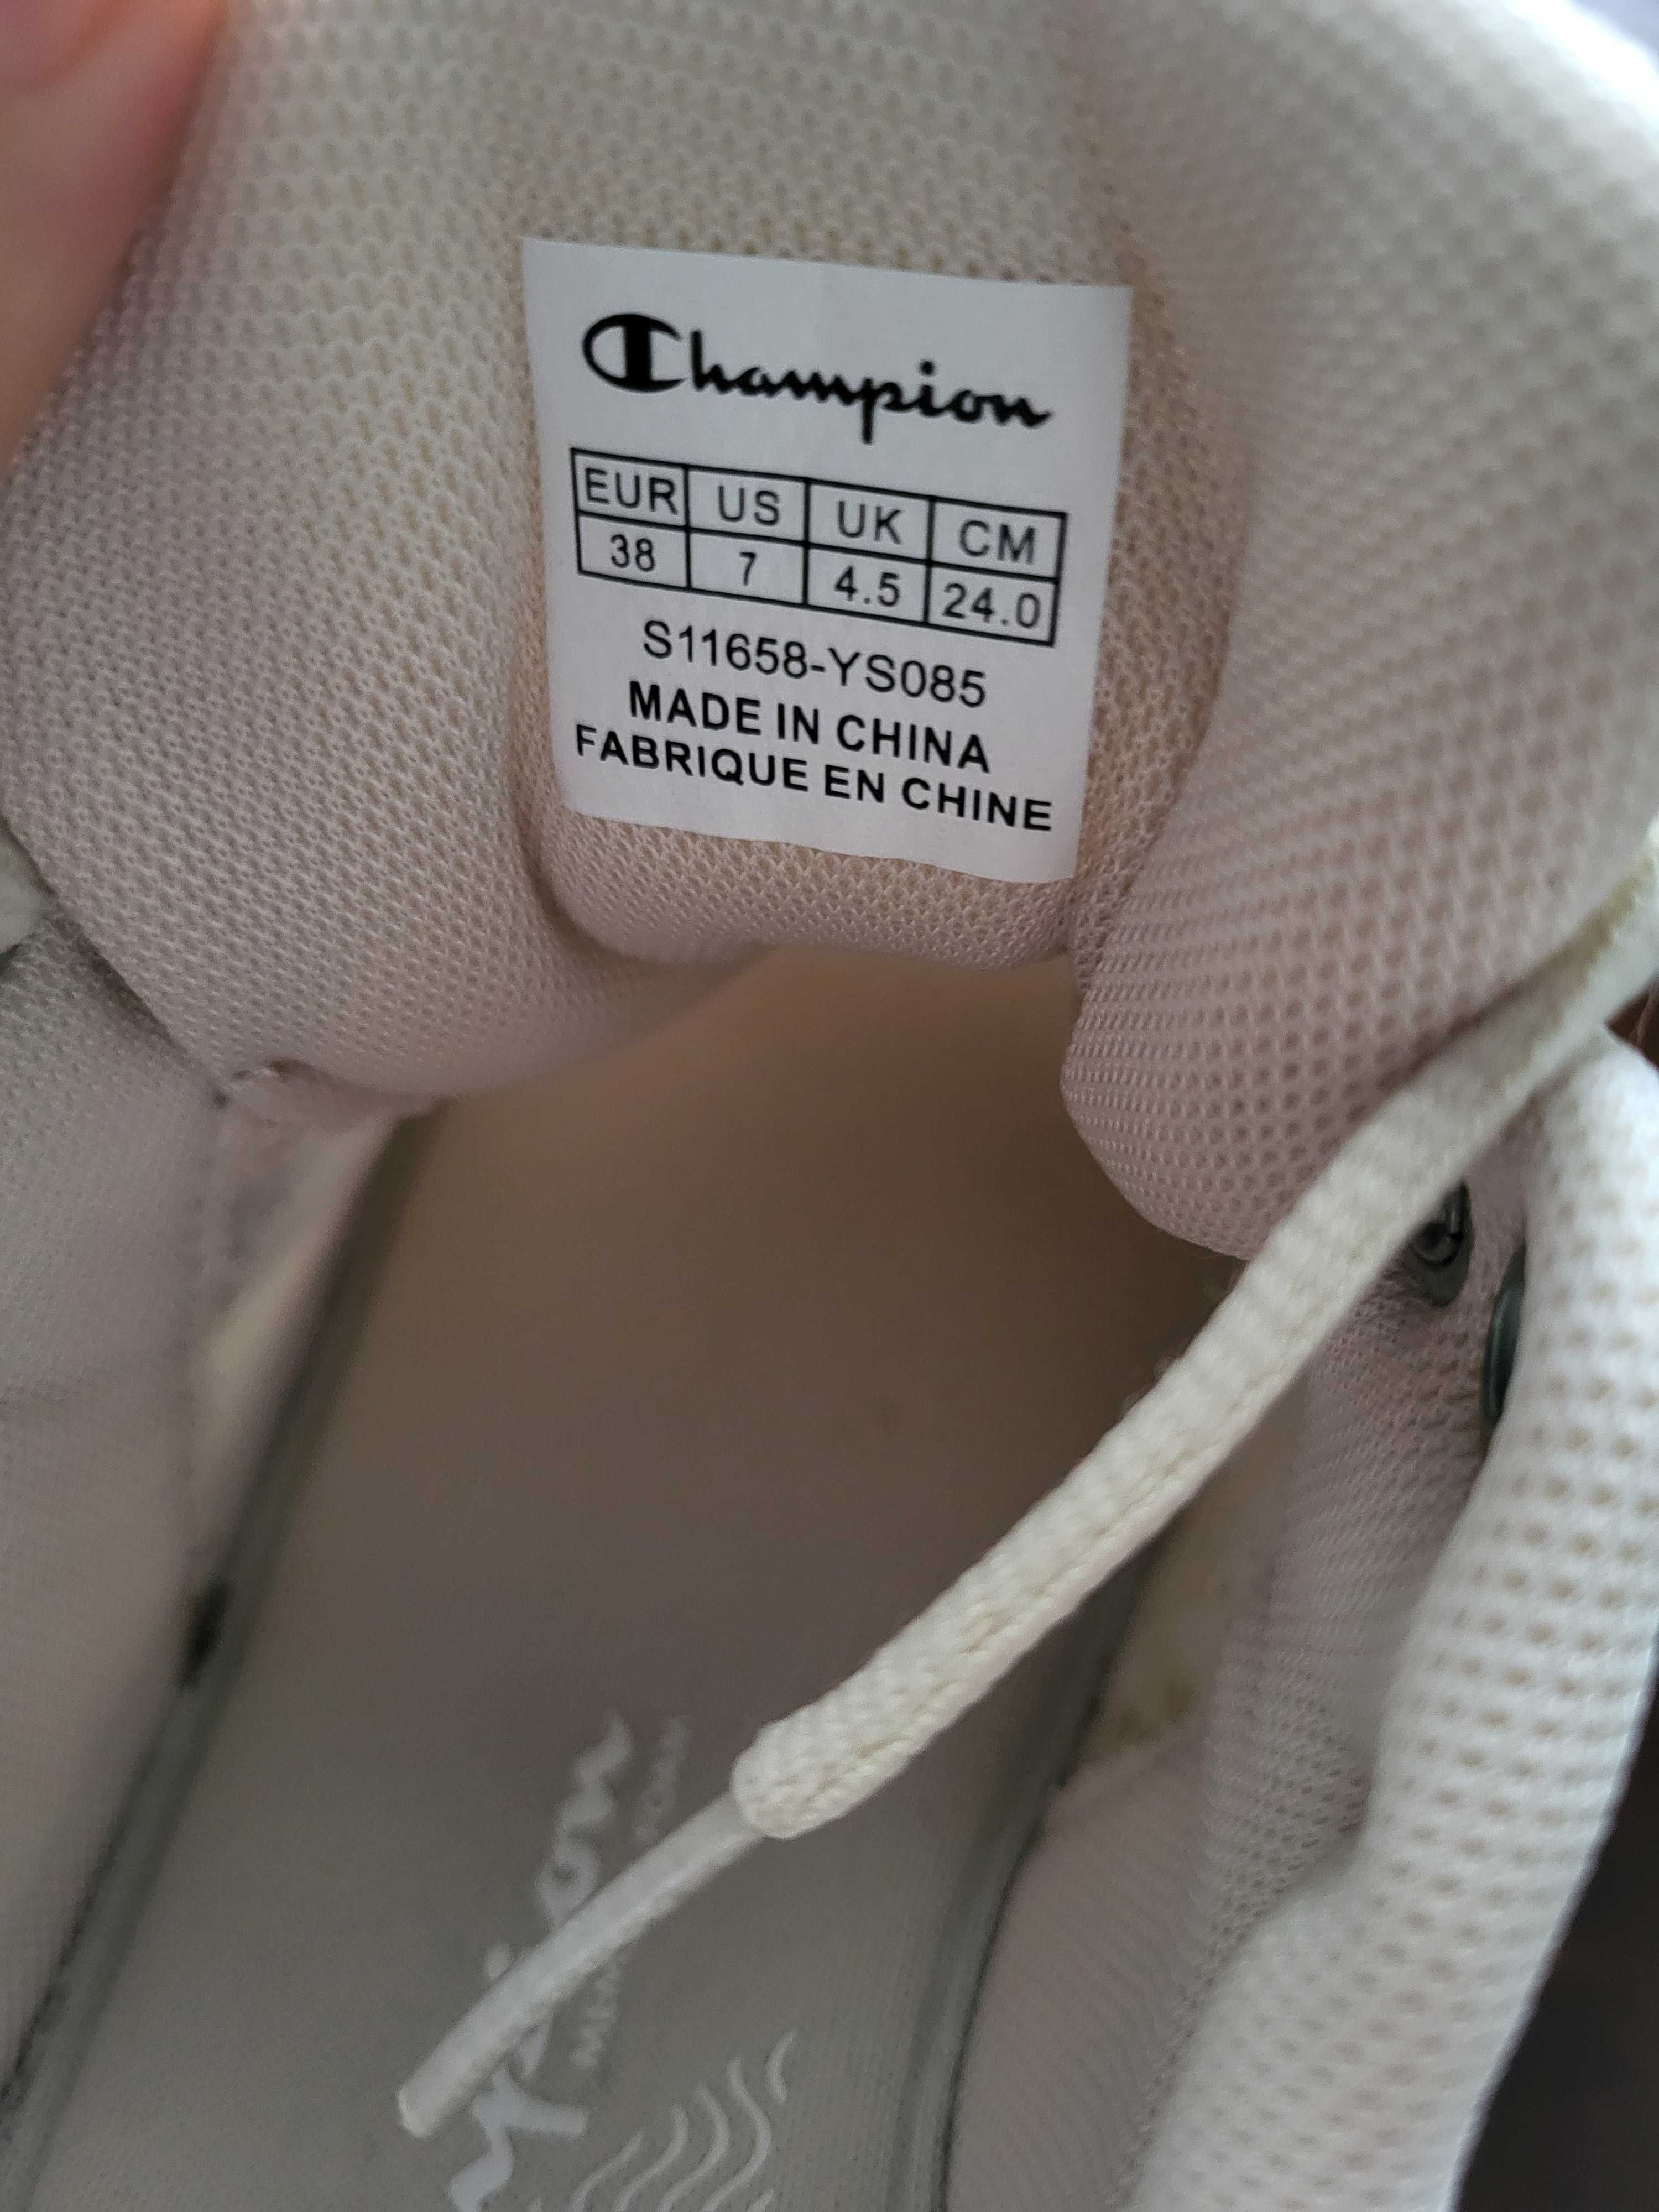 Champion
EUR US UK CM
38 7 4.5 24.0
S11658-YS085
MADE IN CHINA
FABRIQUE EN CHINE